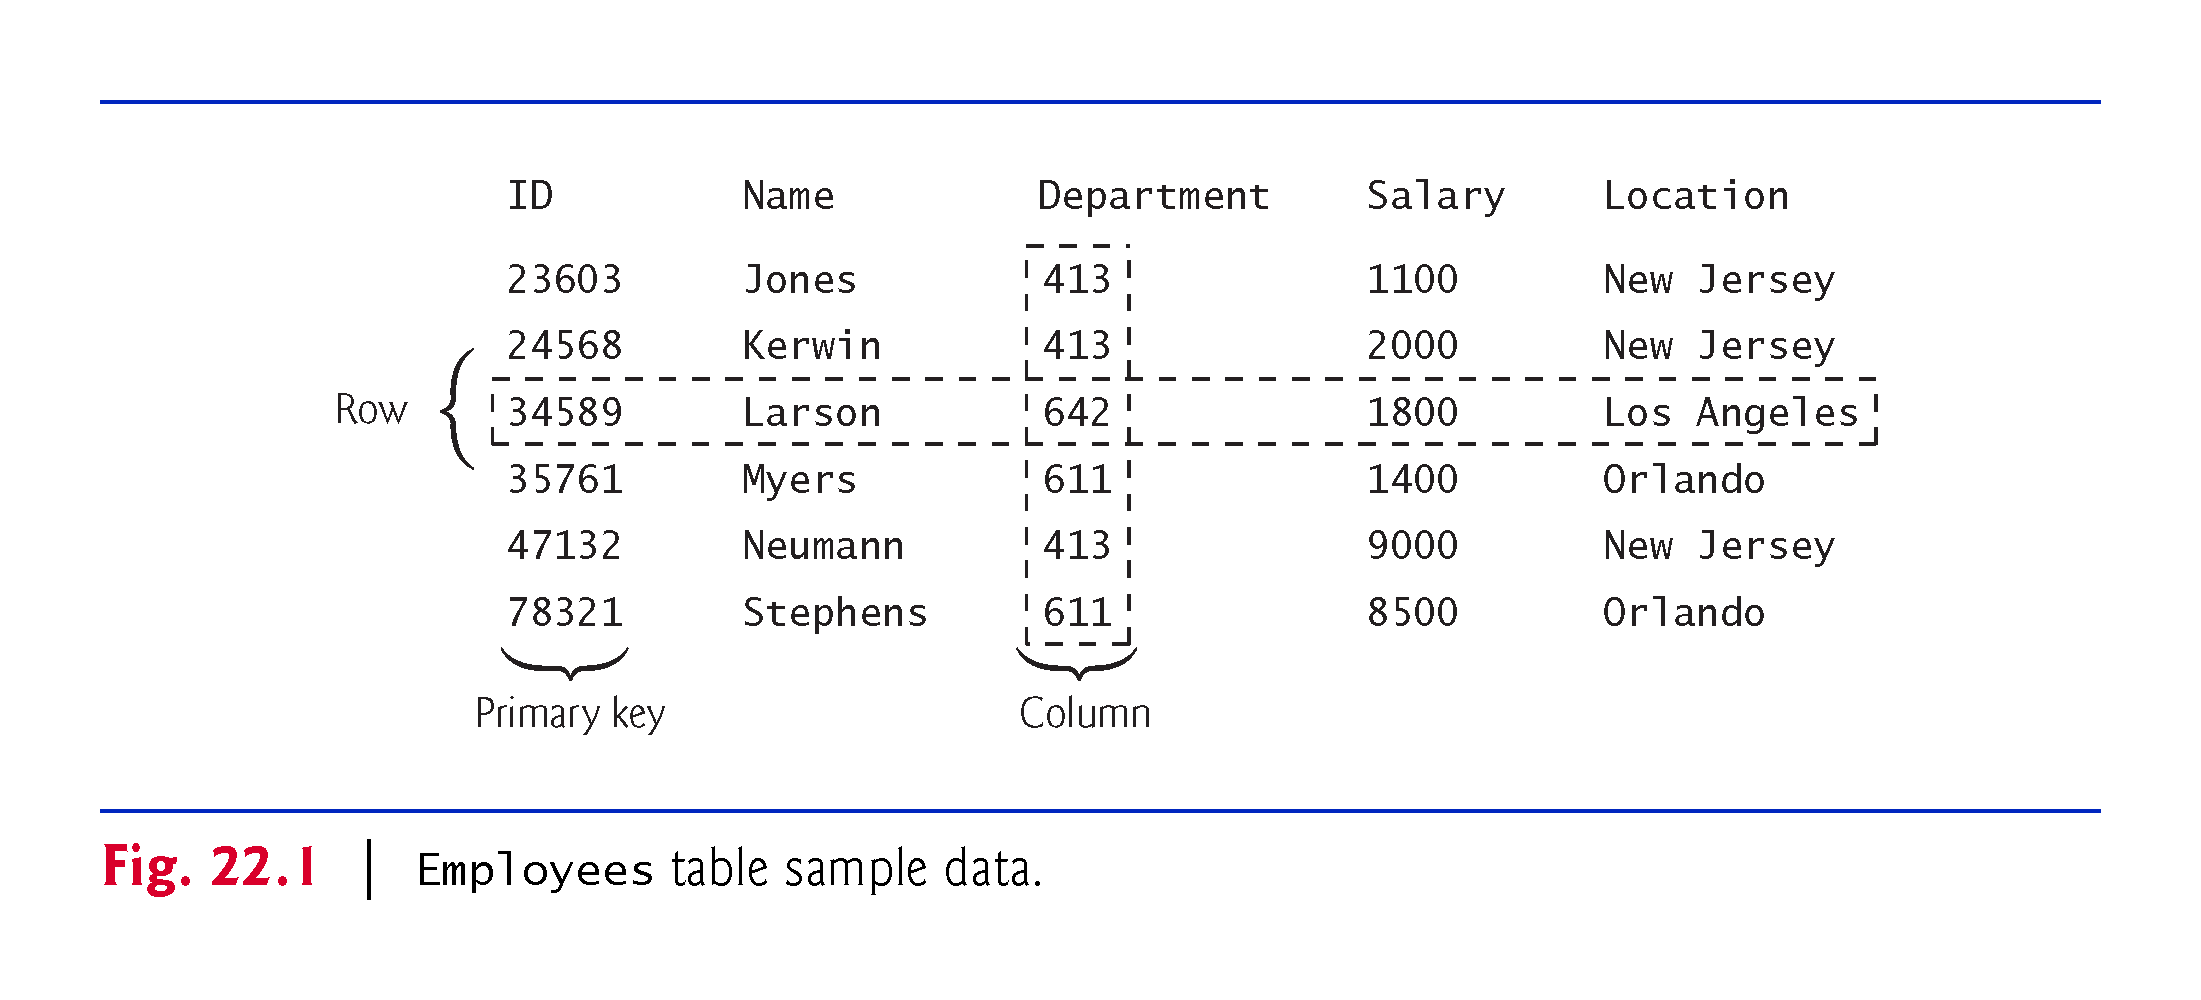 ID Name Department Salary Location
23603 Jones 413 1100 New Jersey
24568 Kerwin 413 2000 New Jersey
Row 34589 Larson 642 1800 Los Angeles
35761 Myers 611 1400 Orlando
47132 Neumann 413 9000 New Jersey
78321 Stephens 611 8500 Orlando
Primary key Column
Fig. 22.1 | Employees table sample data.